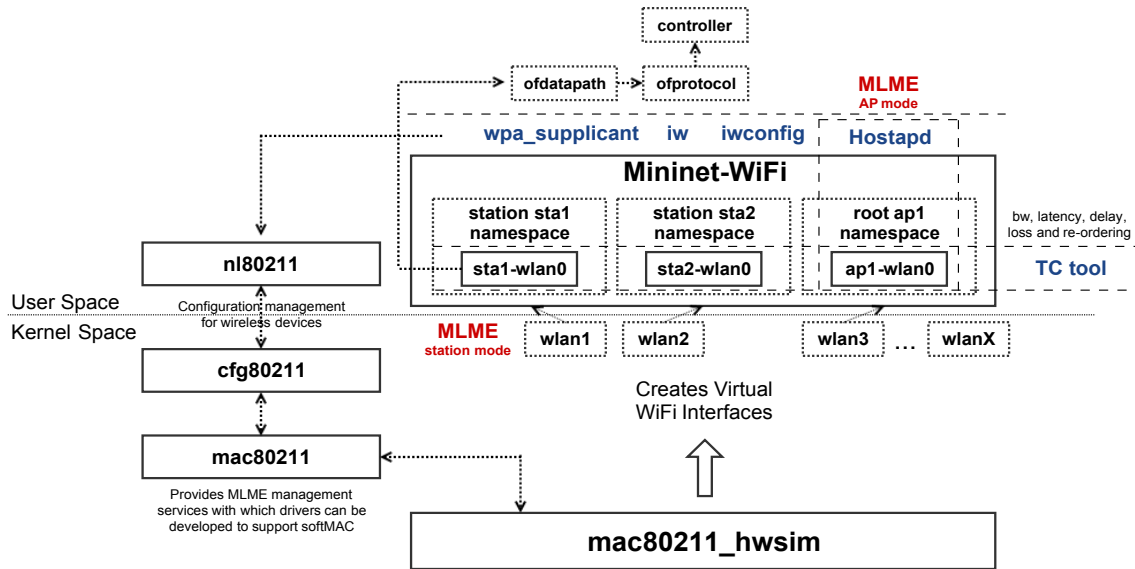 controller
ofdatapath
ofprotocol
MLME
AP mode
wpa_supplicant iw iwconfig Hostapd
Mininet-WiFi
station sta1
namespace
station sta2
namespace
root ap1
namespace
bw, latency, delay,
loss and re-ordering
sta1-wlan0
sta2-wlan0
ap1-wlan0
TC tool
nl80211
User Space
Configuration management
for wireless devices
Kernel Space
MLME
station mode
wlan1
wlan2
wlan3
...
wlanX
cfg80211
Creates Virtual
WiFi Interfaces
mac80211
Provides MLME management
services with which drivers can be
developed to support softMAC
mac80211_hwsim